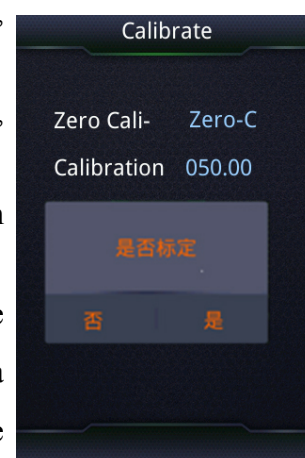 Calibrate
Zero Cali- Zero-C
Calibration 050.00
是否标定
否 是